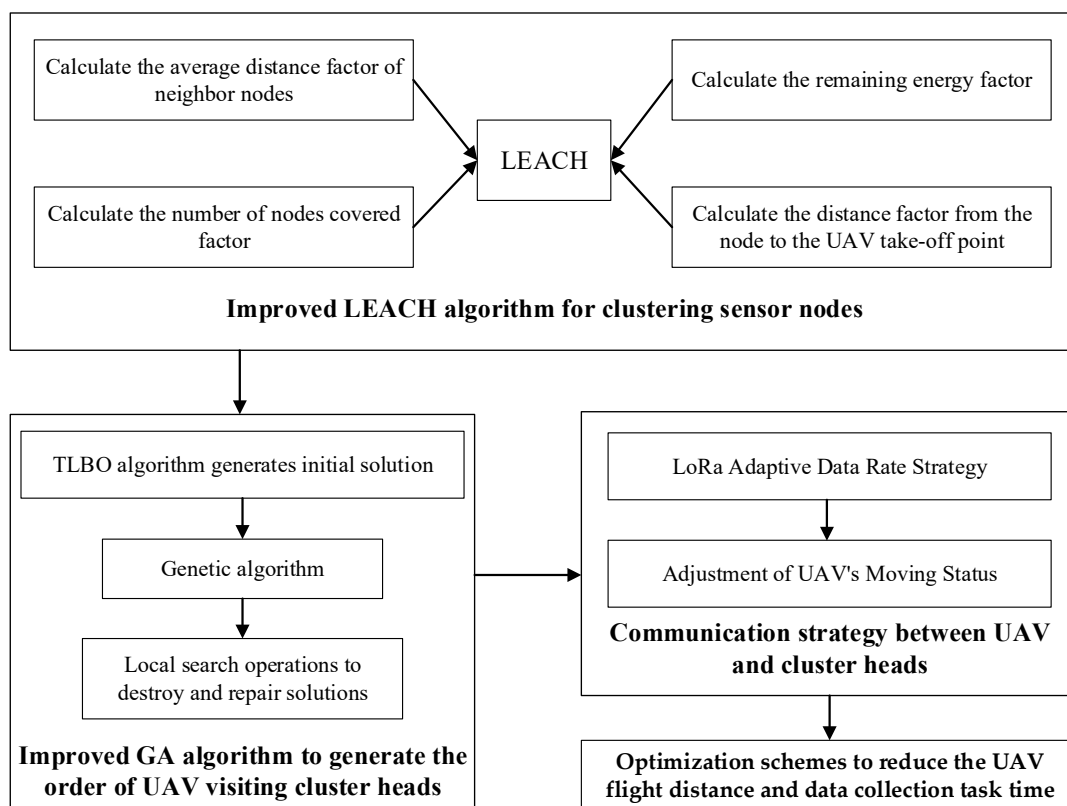 Calculate the average distance factor of
neighbor nodes
Calculate the remaining energy factor
LEACH
Calculate the number of nodes covered
factor
Calculate the distance factor from the
node to the UAV take-off point
Improved LEACH algorithm for clustering sensor nodes
TLBO algorithm generates initial solution
Genetic algorithm
Local search operations to
destroy and repair solutions
Improved GA algorithm to generate the
order of UAV visiting cluster heads
LoRa Adaptive Data Rate Strategy
Adjustment of UAV's Moving Status
Communication strategy between UAV
and cluster heads
Optimization schemes to reduce the UAV
flight distance and data collection task time